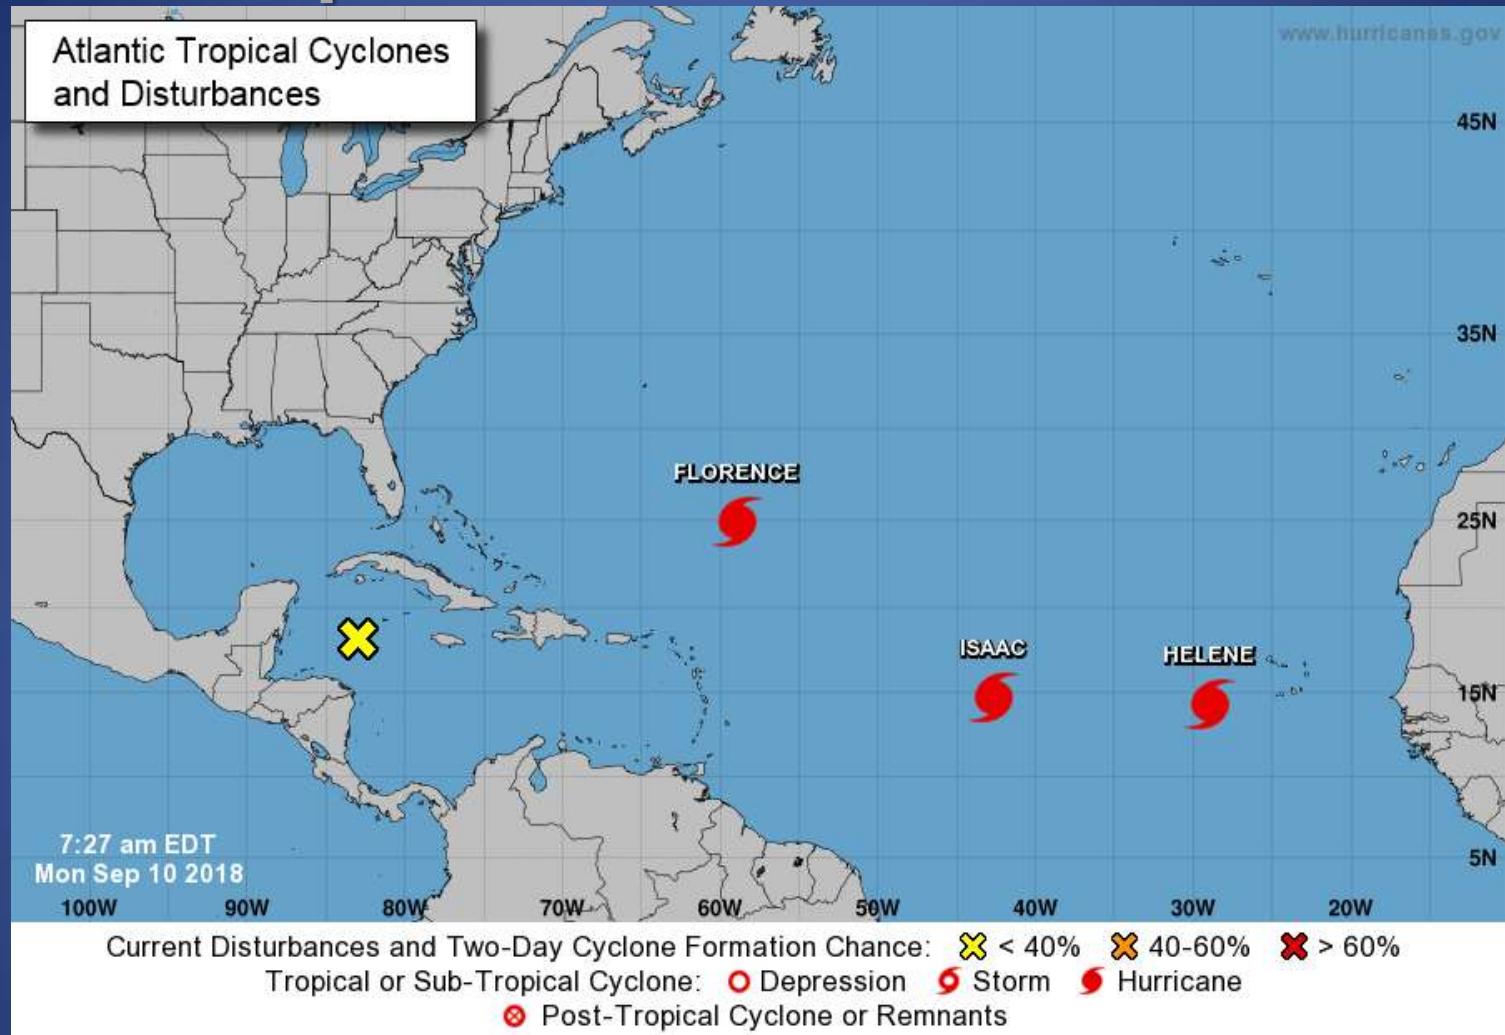 Atlantic Tropical Cyclones
and Disturbances
www.hurricanes.gov
45N
35N
FLORENCE
25N
ISAAC
HELENE
15N
7:27 am EDT
Mon Sep 10 2018
5N
100W 90W 80W 70W 60W 50W 40W 30W 20W
Current Disturbances and Two-Day Cyclone Formation Chance: < 40% 40-60% > 60%
Tropical or Sub-Tropical Cyclone: Depression Storm Hurricane
Post-Tropical Cyclone or Remnants